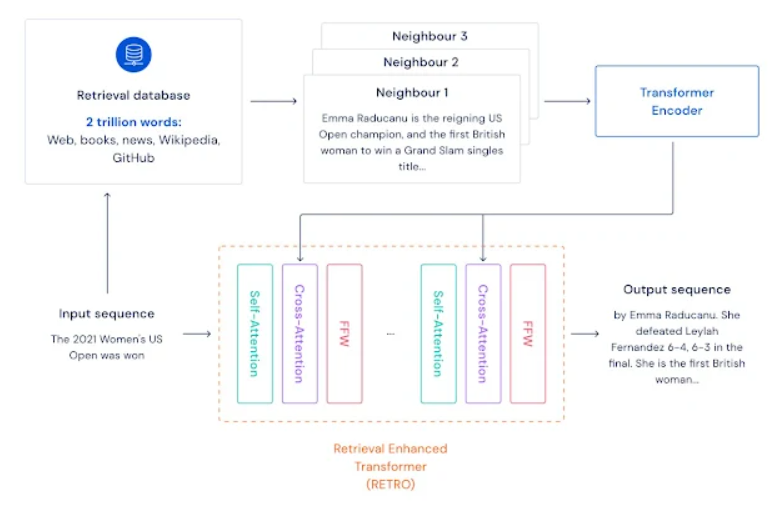 Neighbour 3
Neighbour 2
Neighbour 1
Emma Raducanu is the reigning US
Open champion, and the first British
woman to win a Grand Slam singles
title...
Retrieval database
2 trillion words:
Web, books, news, Wikipedia,
GitHub
Transformer
Encoder
Input sequence
The 2021 Women's US
Open was won
Self-Attention
Cross-Attention
FFW
...
Self-Attention
Cross-Attention
FFW
Output sequence
by Emma Raducanu. She
defeated Leylah
Fernandez 6-4, 6-3 in the
final. She is the first British
woman...
Retrieval Enhanced
Transformer
(RETRO)